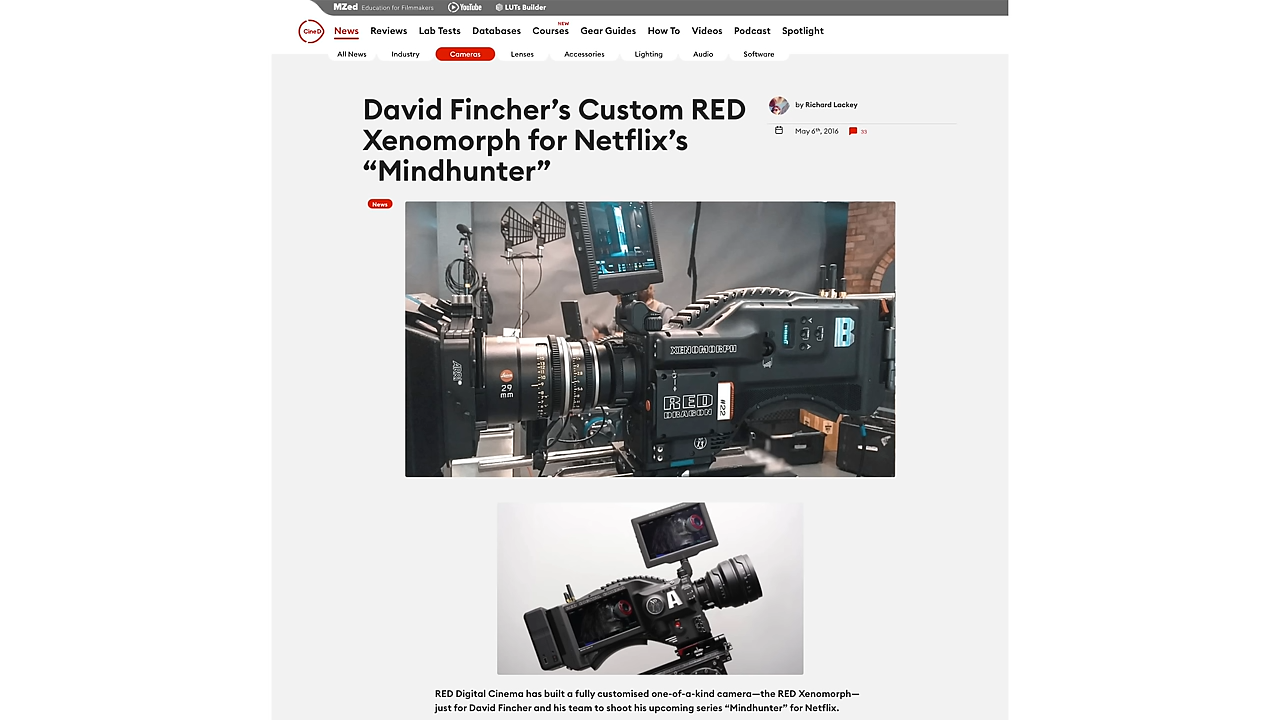 MZed Education for Filmmakers YouTube LUTs Builder
CineD
NEW
News Reviews Lab Tests Databases Courses Gear Guides How To Videos Podcast Spotlight
All News Industry Cameras Lenses Accessories Lighting Audio Software
David Fincher’s Custom RED
Xenomorph for Netflix’s
“Mindhunter”
by Richard Lackey
May 6th, 2016 33
News
XENOMORPH
B
29
mm
RED
DRAGON
#22
A
RED Digital Cinema has built a fully customised one-of-a-kind camera—the RED Xenomorph—
just for David Fincher and his team to shoot his upcoming series “Mindhunter” for Netflix.